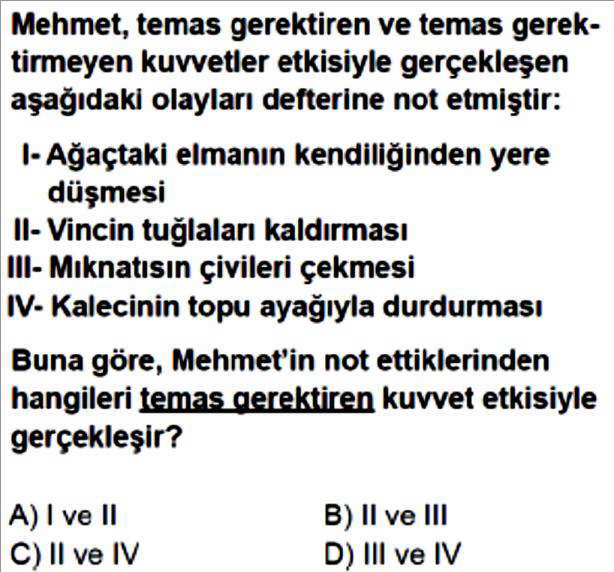 Mehmet, temas gerektiren ve temas gerek-
tirmeyen kuvvetler etkisiyle gerçekleşen
aşağıdaki olayları defterine not etmiştir:
I- Ağaçtaki elmanın kendiliğinden yere
düşmesi
II- Vincin tuğlaları kaldırması
III- Mıknatısın çivileri çekmesi
IV- Kalecinin topu ayağıyla durdurması
Buna göre, Mehmet'in not ettiklerinden
hangileri temas gerektiren kuvvet etkisiyle
gerçekleşir?
A) I ve II B) II ve III
C) II ve IV D) III ve IV